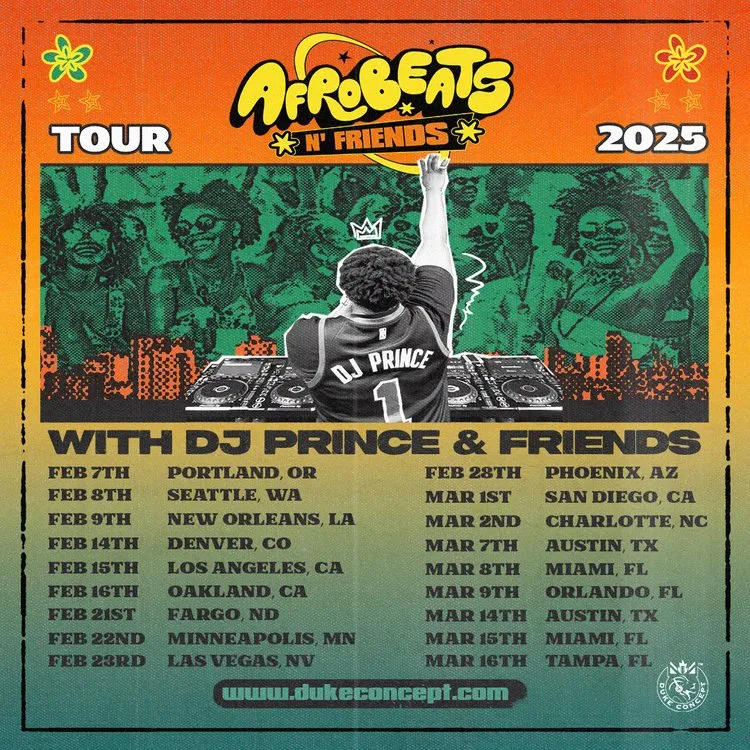 AFROBEATS
N' FRIENDS
TOUR
2025
DJ PRINCE
1
WITH DJ PRINCE & FRIENDS
FEB 7TH PORTLAND, OR
FEB 8TH SEATTLE, WA
FEB 9TH NEW ORLEANS, LA
FEB 14TH DENVER, CO
FEB 15TH LOS ANGELES, CA
FEB 16TH OAKLAND, CA
FEB 21ST FARGO, ND
FEB 22ND MINNEAPOLIS, MN
FEB 23RD LAS VEGAS, NV
FEB 28TH PHOENIX, AZ
MAR 1ST SAN DIEGO, CA
MAR 2ND CHARLOTTE, NC
MAR 7TH AUSTIN, TX
MAR 8TH MIAMI, FL
MAR 9TH ORLANDO, FL
MAR 14TH AUSTIN, TX
MAR 15TH MIAMI, FL
MAR 16TH TAMPA, FL
www.dukeconcept.com
DUKE CONCEPT